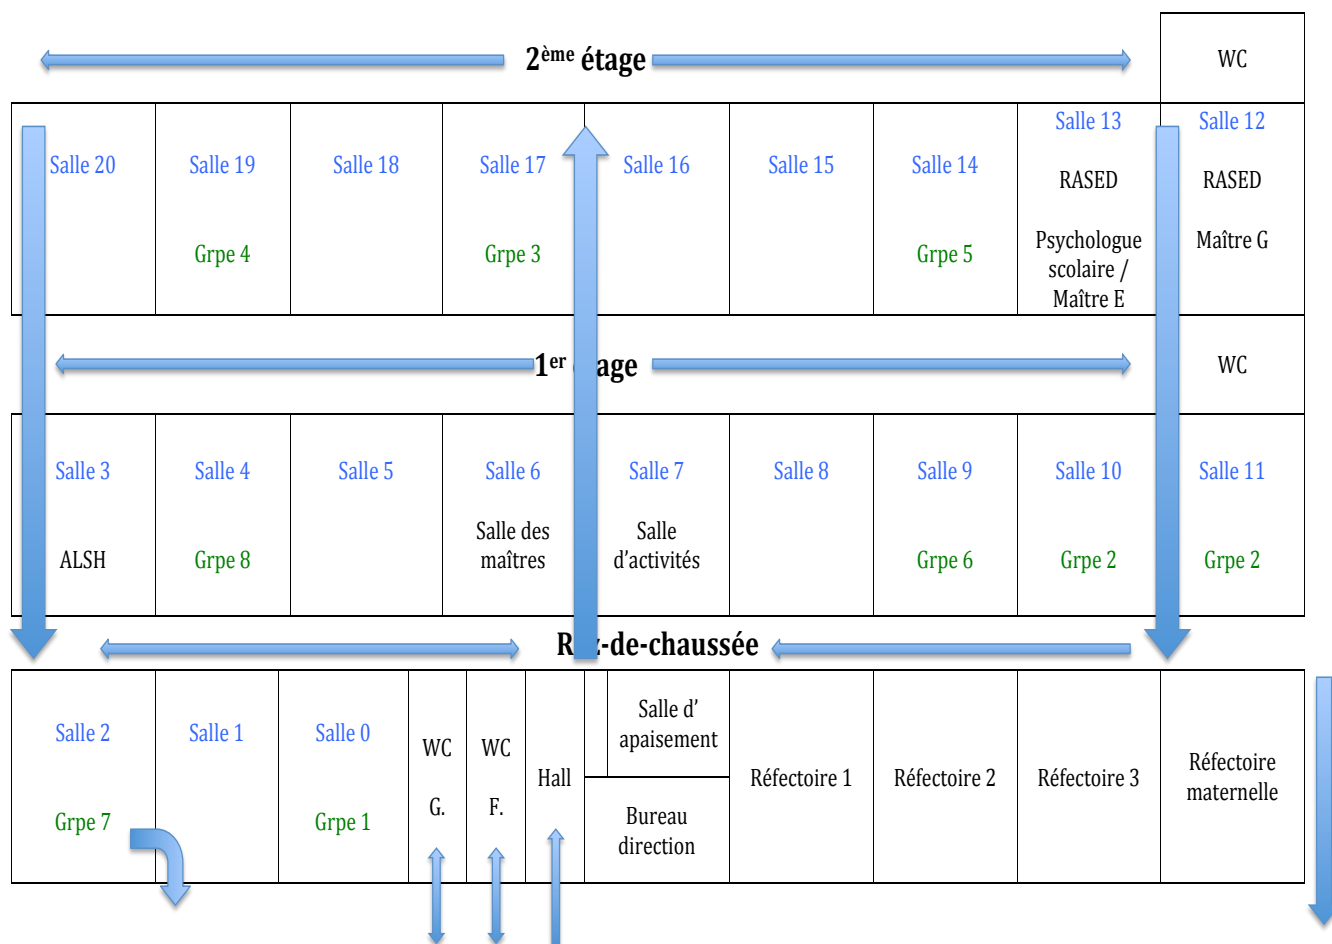 2ème étage
WC
Salle 20
Salle 19
Grpe 4
Salle 18
Salle 17
Grpe 3
Salle 16
Salle 15
Salle 14
Grpe 5
Salle 13
RASED
Psychologue
scolaire /
Maître E
Salle 12
RASED
Maître G
1er
WC
Salle 3
ALSH
Salle 4
Grpe 8
Salle 5
Salle 6
Salle des
maîtres
Salle 7
Salle
d'activités
Salle 8
Salle 9
Grpe 6
Salle 10
Grpe 2
Salle 11
Grpe 2
Rez-de-chaussée
Salle 2
Grpe 7
Salle 1
Salle 0
Grpe 1
WC
G.
WC
F.
Hall
Salle d'
apaisement
Bureau
direction
Réfectoire 1
Réfectoire 2
Réfectoire 3
Réfectoire
maternelle